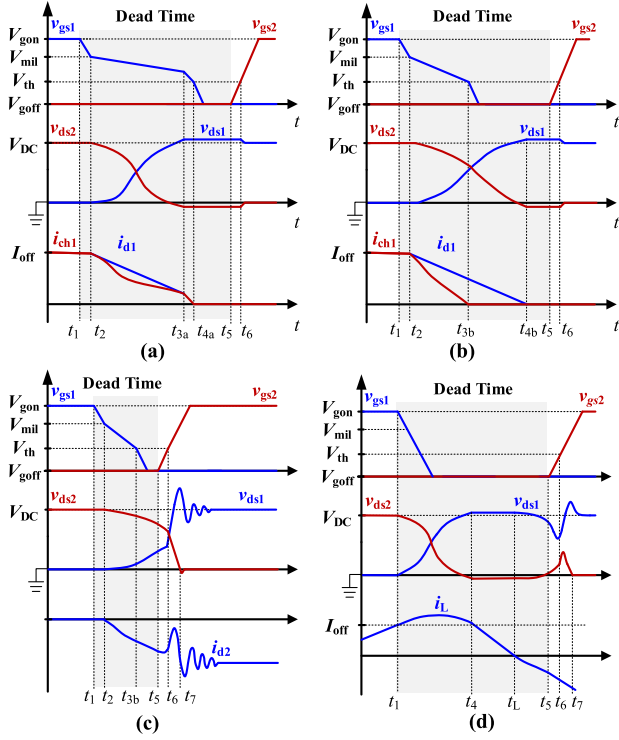 Dead Time
v_gs1
v_gs2
V_gon
V_mil
V_th
V_goff
t
v_ds2
v_ds1
V_DC
t
i_ch1
i_d1
I_off
t_1 t_2 t_3a t_4a t_5 t_6 t
(a)
Dead Time
v_gs1
v_gs2
V_gon
V_mil
V_th
V_goff
t
v_ds2
v_ds1
V_DC
t
i_ch1
i_d1
I_off
t_1 t_2 t_3b t_4b t_5 t_6 t
(b)
Dead Time
v_gs1
v_gs2
V_gon
V_mil
V_th
V_goff
v_ds2
v_ds1
V_DC
i_d2
t_1 t_2 t_3b t_5 t_6 t_7
(c)
Dead Time
v_gs1
v_gs2
V_gon
V_mil
V_th
V_goff
v_ds2
v_ds1
V_DC
i_L
I_off
t_1 t_4 t_L t_5 t_6 t_7
(d)